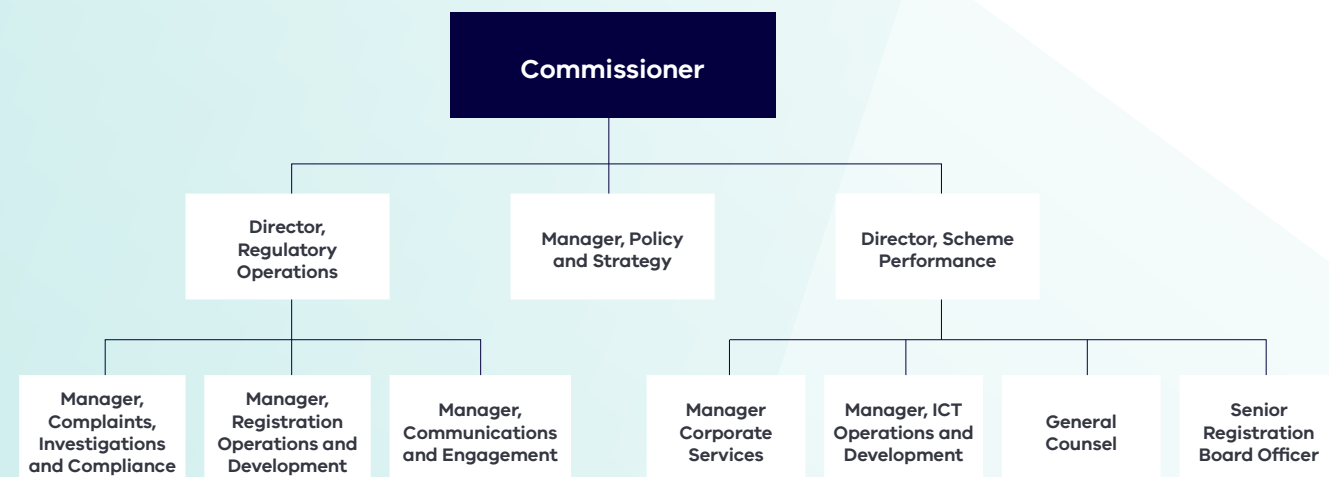 Commissioner
Director,
Regulatory
Operations
Manager, Policy
and Strategy
Director, Scheme
Performance
Manager,
Complaints,
Investigations
and Compliance
Manager,
Registration
Operations and
Development
Manager,
Communications
and Engagement
Manager
Corporate
Services
Manager, ICT
Operations and
Development
General
Counsel
Senior
Registration
Board Officer